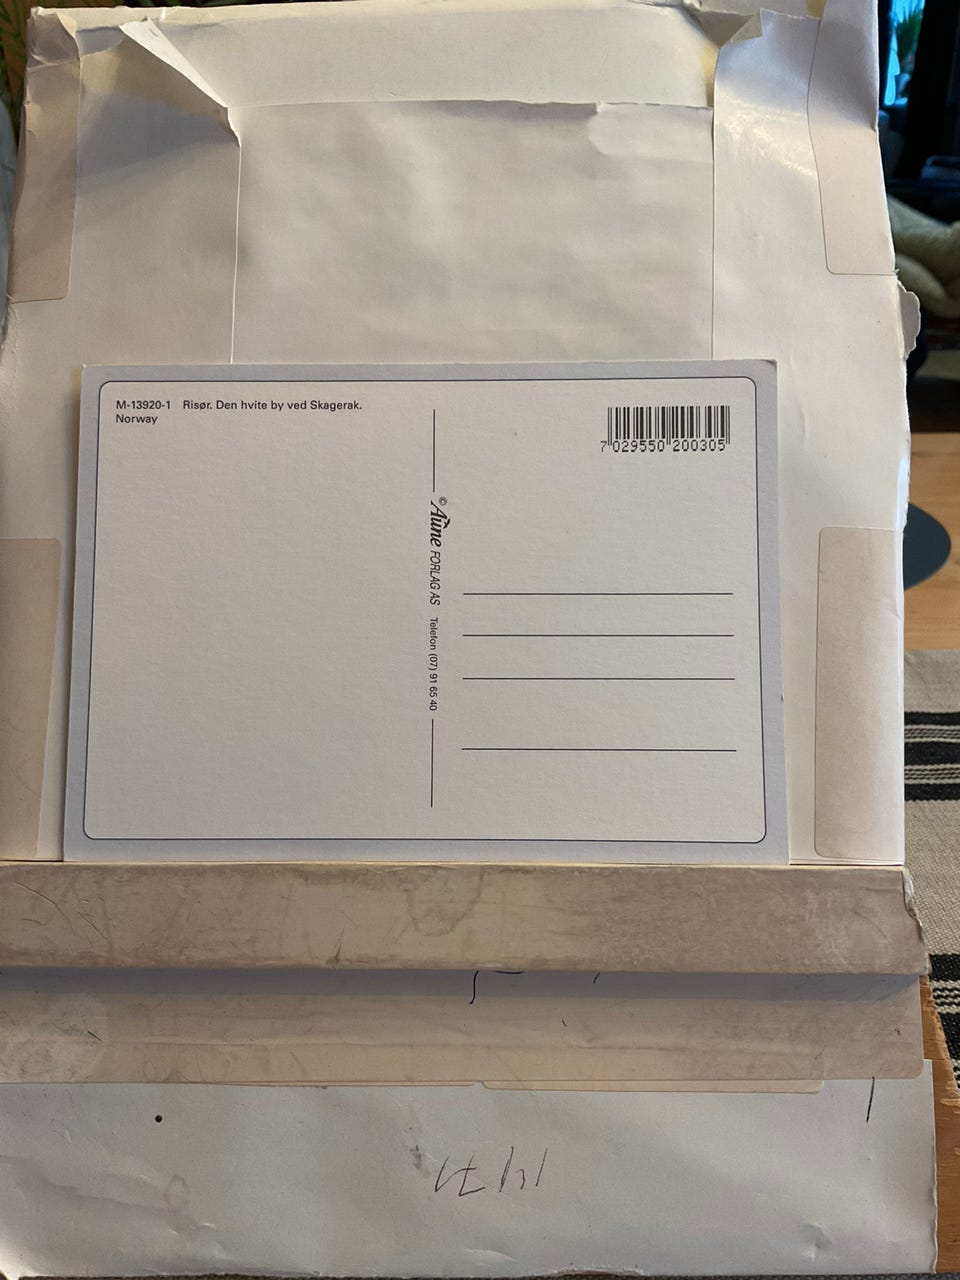 M-13920-1 Risør. Den hvite by ved Skagerak.
Norway
7 029550 200305
© Aune FORLAG AS Telefon (07) 91 65 40